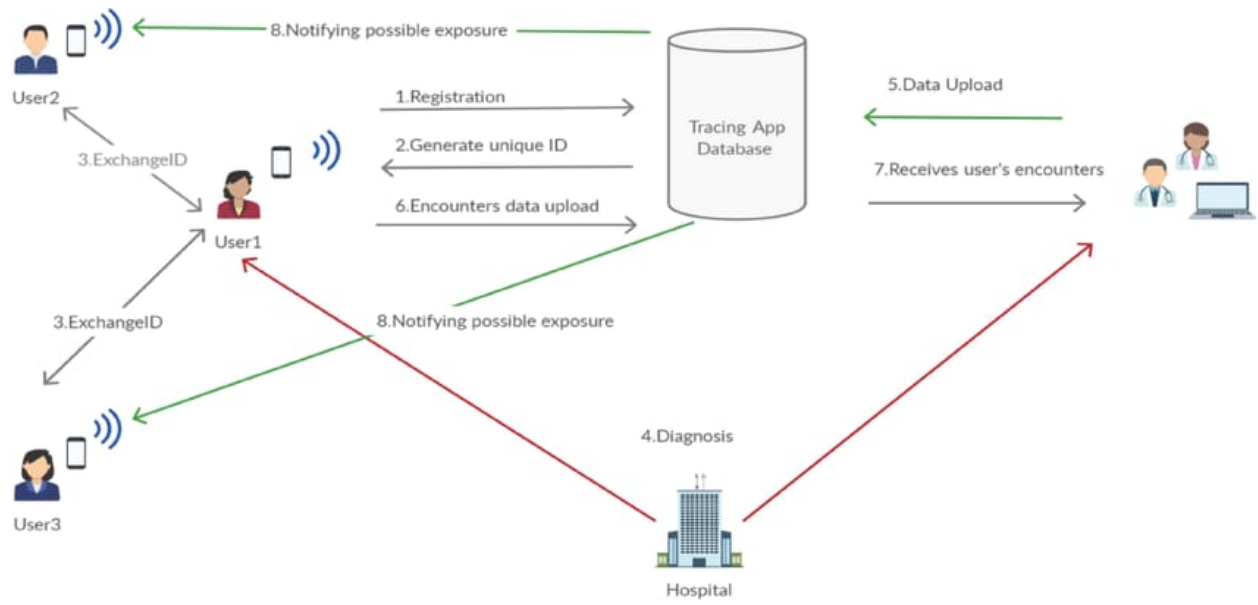 8.Notifying possible exposure
User2
1.Registration
5.Data Upload
Tracing App
Database
3.ExchangeID
2.Generate unique ID
7.Receives user's encounters
6.Encounters data upload
User1
3.ExchangeID
8.Notifying possible exposure
4.Diagnosis
User3
Hospital